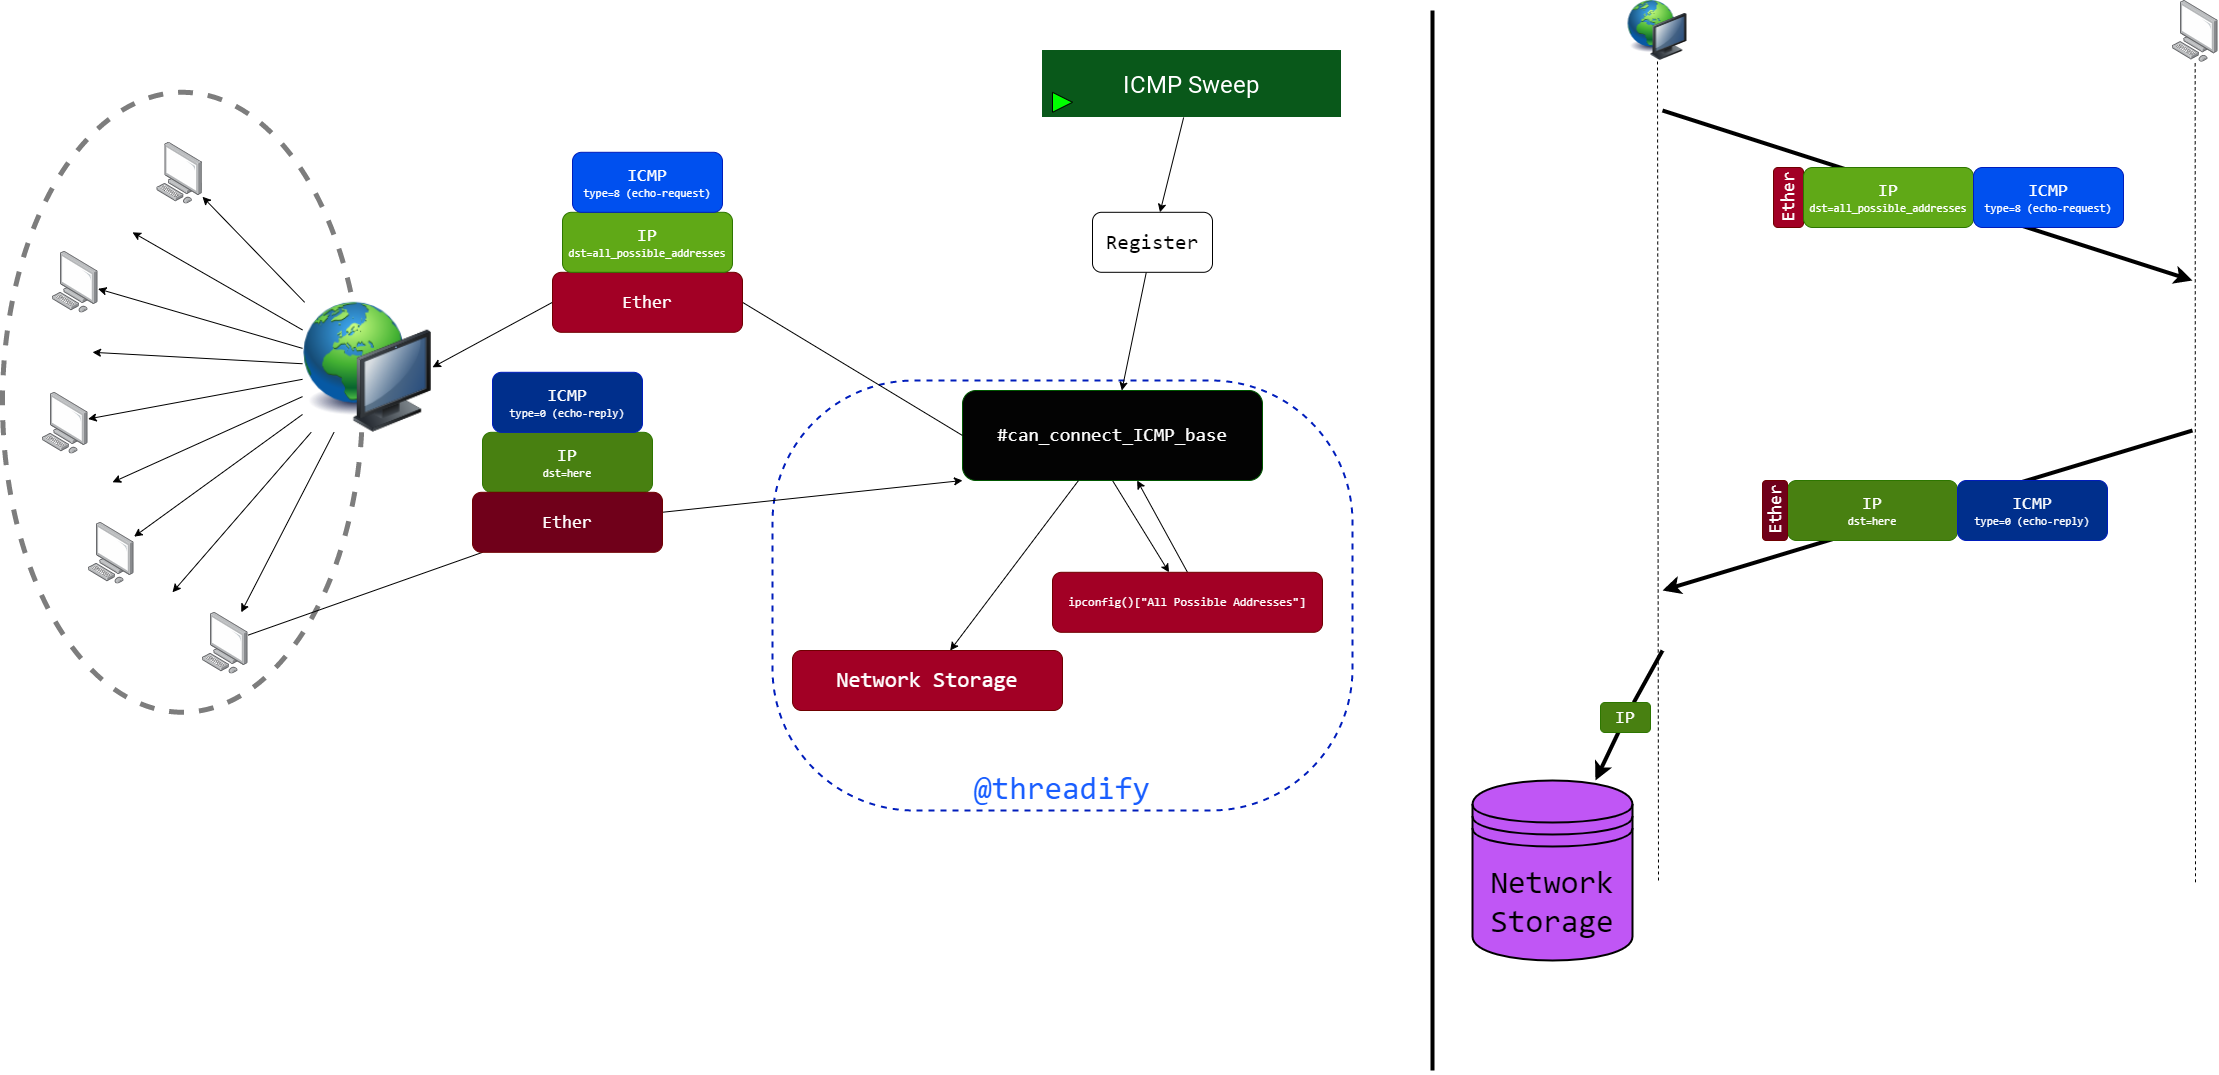 ICMP Sweep
ICMP
type=8 (echo-request)
IP
dst=all_possible_addresses
Ether
Register
ICMP
type=0 (echo-reply)
IP
dst=here
Ether
#can_connect_ICMP_base
ipconfig()["All Possible Addresses"]
Network Storage
@threadify
Ether
IP
dst=all_possible_addresses
ICMP
type=8 (echo-request)
Ether
IP
dst=here
ICMP
type=0 (echo-reply)
IP
Network
Storage